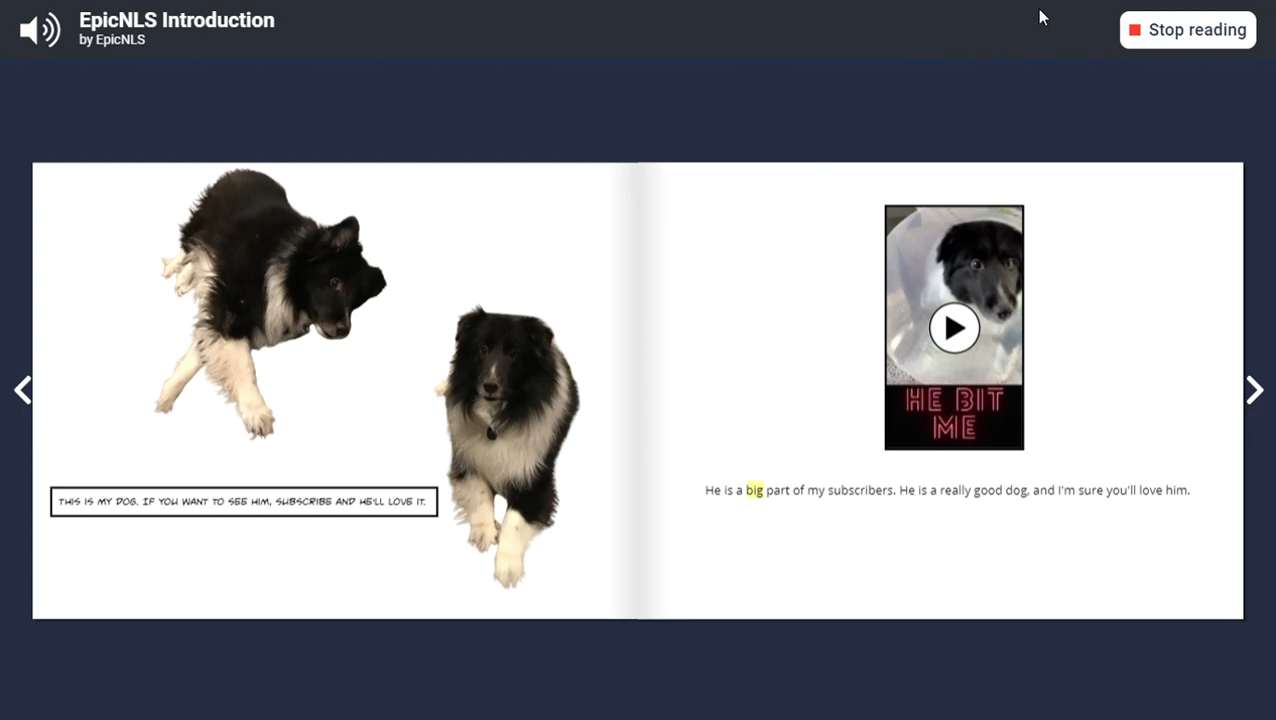 EpicNLS Introduction
by EpicNLS
Stop reading
THIS IS MY DOG. IF YOU WANT TO SEE HIM, SUBSCRIBE AND HE'LL LOVE IT.
HE BIT
ME
He is a big part of my subscribers. He is a really good dog, and I'm sure you'll love him.